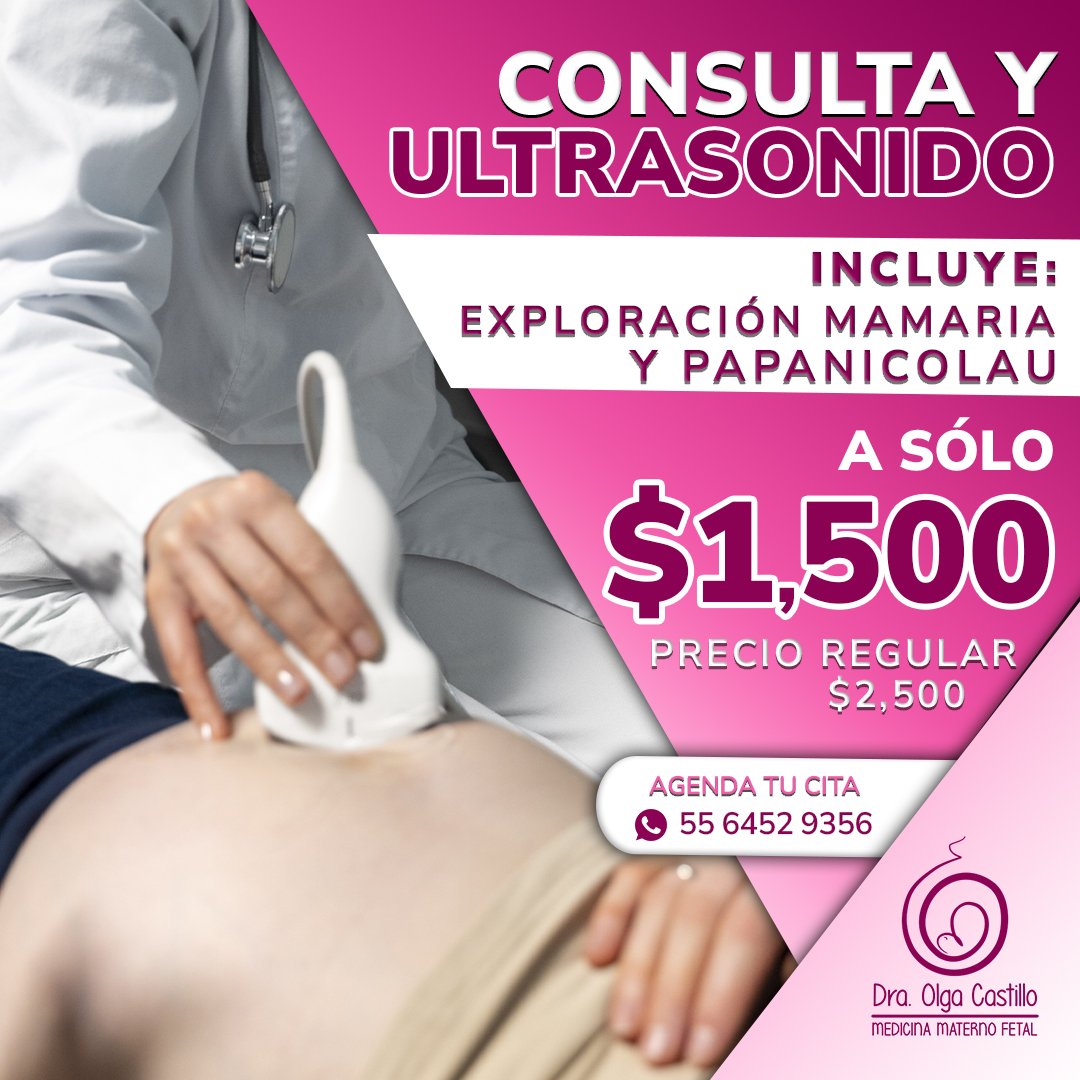 CONSULTA Y
ULTRASONIDO
INCLUYE:
EXPLORACIÓN MAMARIA
Y PAPANICOLAU
A SÓLO
$1,500
PRECIO REGULAR
$2,500
AGENDA TU CITA
55 6452 9356
Dra. Olga Castillo
MEDICINA MATERNO FETAL